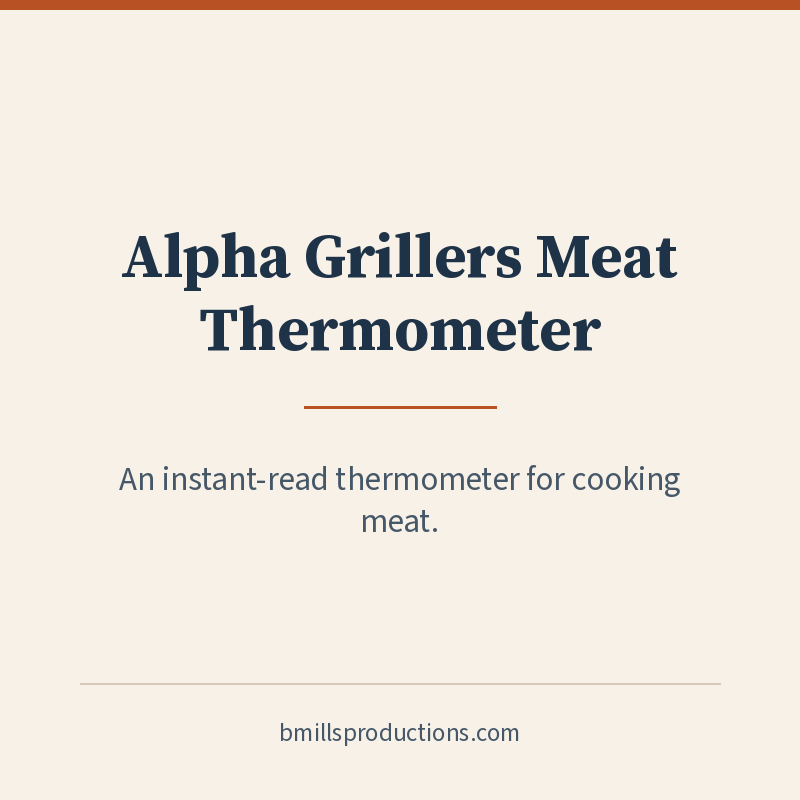 Alpha Grillers Meat
Thermometer
An instant-read thermometer for cooking
meat.
bmillsproductions.com